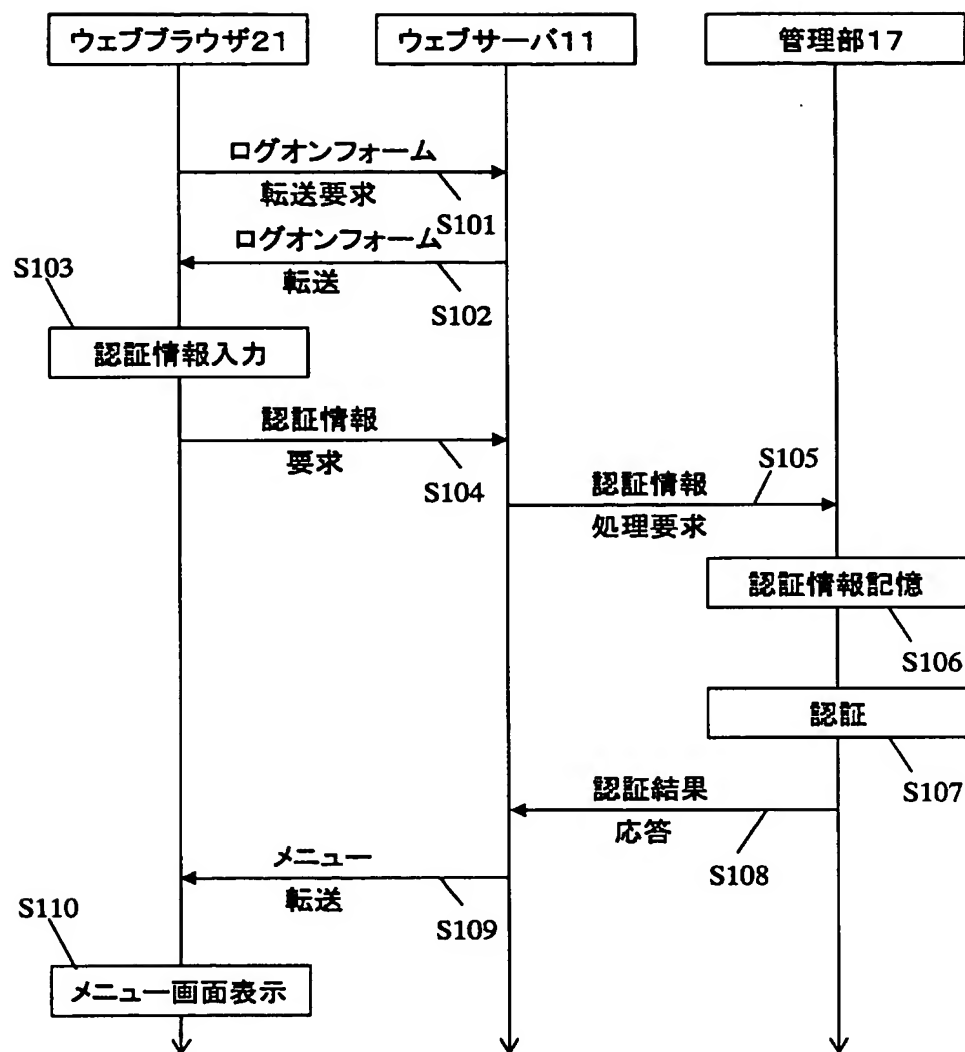 ウェブブラウザ21
ウェブサーバ11
管理部17
ログオンフォーム
転送要求
S101
ログオンフォーム
転送
S102
S103
認証情報入力
認証情報
要求
S104
S105
認証情報
処理要求
認証情報記憶
S106
認証
S107
認証結果
応答
S108
メニュー
転送
S109
S110
メニュー画面表示